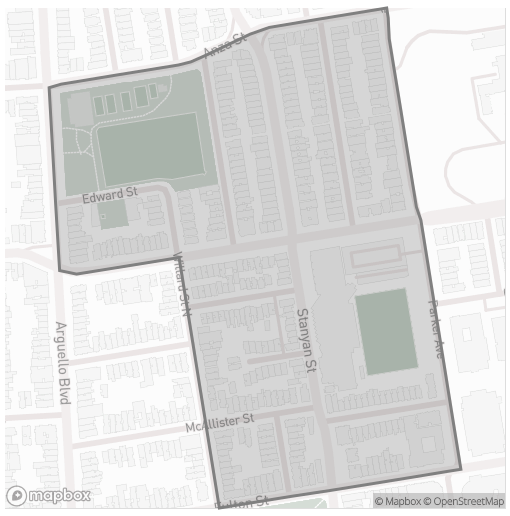 Anza St
Edward St
Willard St N
Arguello Blvd
Stanyan St
Parker Ave
McAllister St
Fulton St
mapbox
© Mapbox © OpenStreetMap